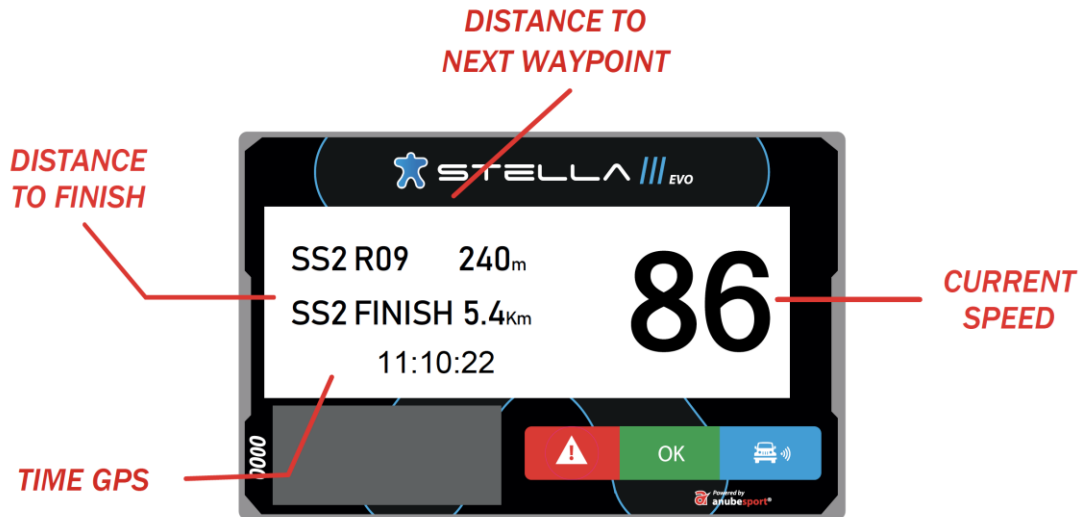 DISTANCE TO
NEXT WAYPOINT
DISTANCE
TO FINISH
STELLA III EVO
SS2 R09 240m
SS2 FINISH 5.4Km
11:10:22
86
CURRENT
SPEED
TIME GPS
0000
OK
Powered by
anubesport®